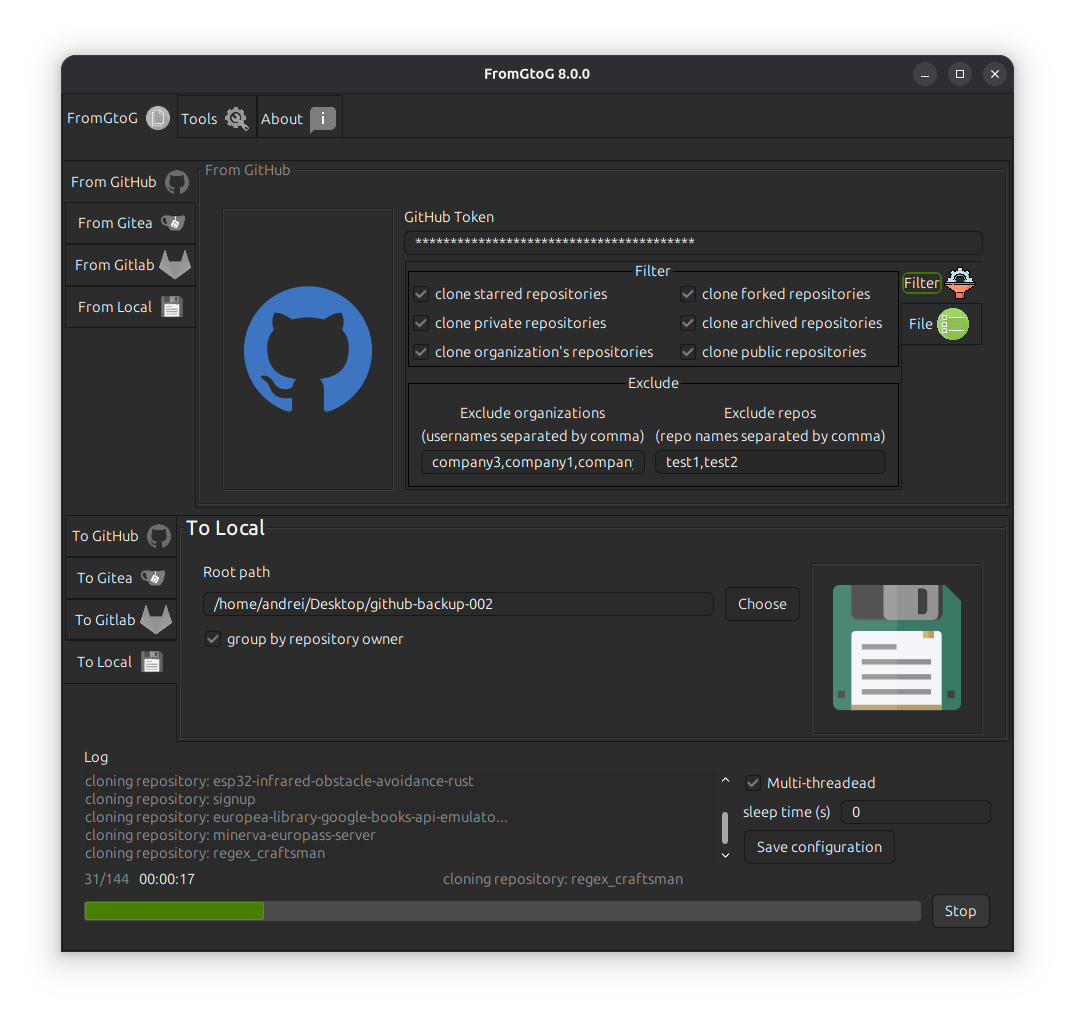 FromGtoG 8.0.0
FromGtoG
Tools
About
From GitHub
From Gitea
From Gitlab
From Local
From GitHub
GitHub Token
****************************************
Filter
clone starred repositories
clone forked repositories
clone private repositories
clone archived repositories
clone organization's repositories
clone public repositories
Filter
File
Exclude
Exclude organizations
(usernames separated by comma)
company3,company1,compan
Exclude repos
(repo names separated by comma)
test1,test2
To GitHub
To Gitea
To Gitlab
To Local
To Local
Root path
/home/andrei/Desktop/github-backup-002
Choose
group by repository owner
Log
cloning repository: esp32-infrared-obstacle-avoidance-rust
cloning repository: signup
cloning repository: europea-library-google-books-api-emulato...
cloning repository: minerva-europass-server
cloning repository: regex_craftsman
Multi-threadead
sleep time (s)
0
Save configuration
31/144 00:00:17
cloning repository: regex_craftsman
Stop